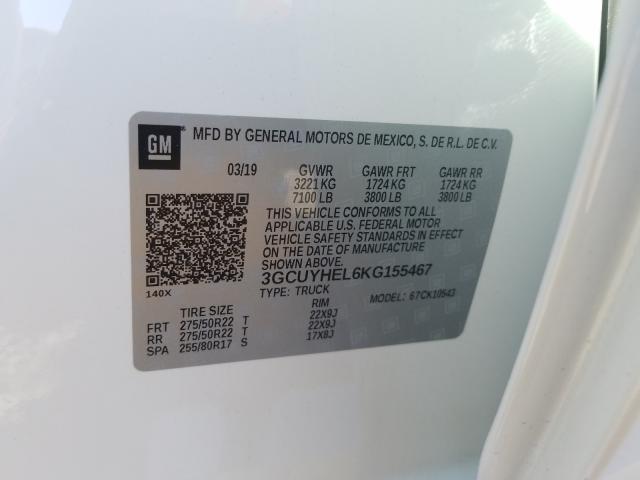 GM
MFD BY GENERAL MOTORS DE MEXICO, S. DE R.L. DE C.V.
03/19 GVWR GAWR FRT GAWR RR
3221 KG 1724 KG 1724 KG
7100 LB 3800 LB 3800 LB
THIS VEHICLE CONFORMS TO ALL
APPLICABLE U.S. FEDERAL MOTOR
VEHICLE SAFETY STANDARDS IN EFFECT
ON THE DATE OF MANUFACTURE
SHOWN ABOVE.
3GCUYHEL6KG155467
140X TYPE: TRUCK MODEL: 67CK10543
TIRE SIZE RIM
FRT 275/50R22 T 22X9J
RR 275/50R22 T 22X9J
SPA 255/80R17 S 17X8J